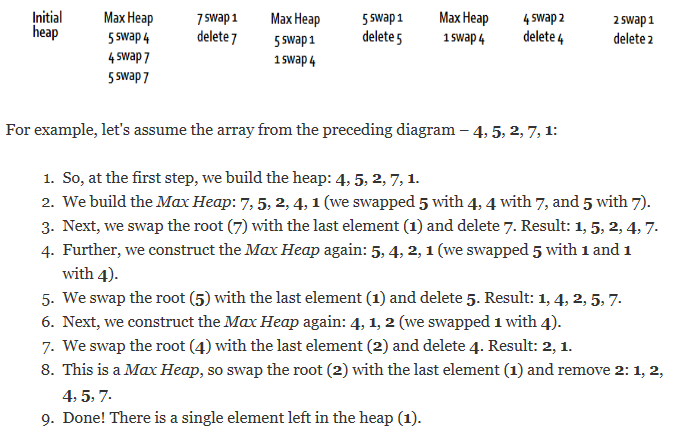 Initial heap
Max Heap
5 swap 4
4 swap 7
5 swap 7
7 swap 1
delete 7
Max Heap
5 swap 1
1 swap 4
5 swap 1
delete 5
Max Heap
1 swap 4
4 swap 2
delete 4
2 swap 1
delete 2
For example, let's assume the array from the preceding diagram – 4, 5, 2, 7, 1:
1. So, at the first step, we build the heap: 4, 5, 2, 7, 1.
2. We build the Max Heap: 7, 5, 2, 4, 1 (we swapped 5 with 4, 4 with 7, and 5 with 7).
3. Next, we swap the root (7) with the last element (1) and delete 7. Result: 1, 5, 2, 4, 7.
4. Further, we construct the Max Heap again: 5, 4, 2, 1 (we swapped 5 with 1 and 1
with 4).
5. We swap the root (5) with the last element (1) and delete 5. Result: 1, 4, 2, 5, 7.
6. Next, we construct the Max Heap again: 4, 1, 2 (we swapped 1 with 4).
7. We swap the root (4) with the last element (2) and delete 4. Result: 2, 1.
8. This is a Max Heap, so swap the root (2) with the last element (1) and remove 2: 1, 2,
4, 5, 7.
9. Done! There is a single element left in the heap (1).